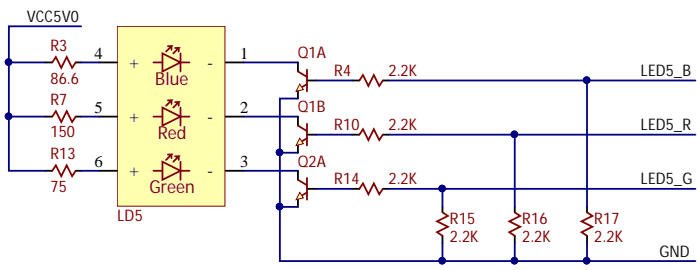 VCC5V0
R3
86.6
4
+
Blue
-
1
Q1A
R4
2.2K
LED5_B
R7
150
5
+
Red
-
2
Q1B
R10
2.2K
LED5_R
R13
75
6
+
Green
-
3
Q2A
R14
2.2K
LED5_G
LD5
R15
2.2K
R16
2.2K
R17
2.2K
GND